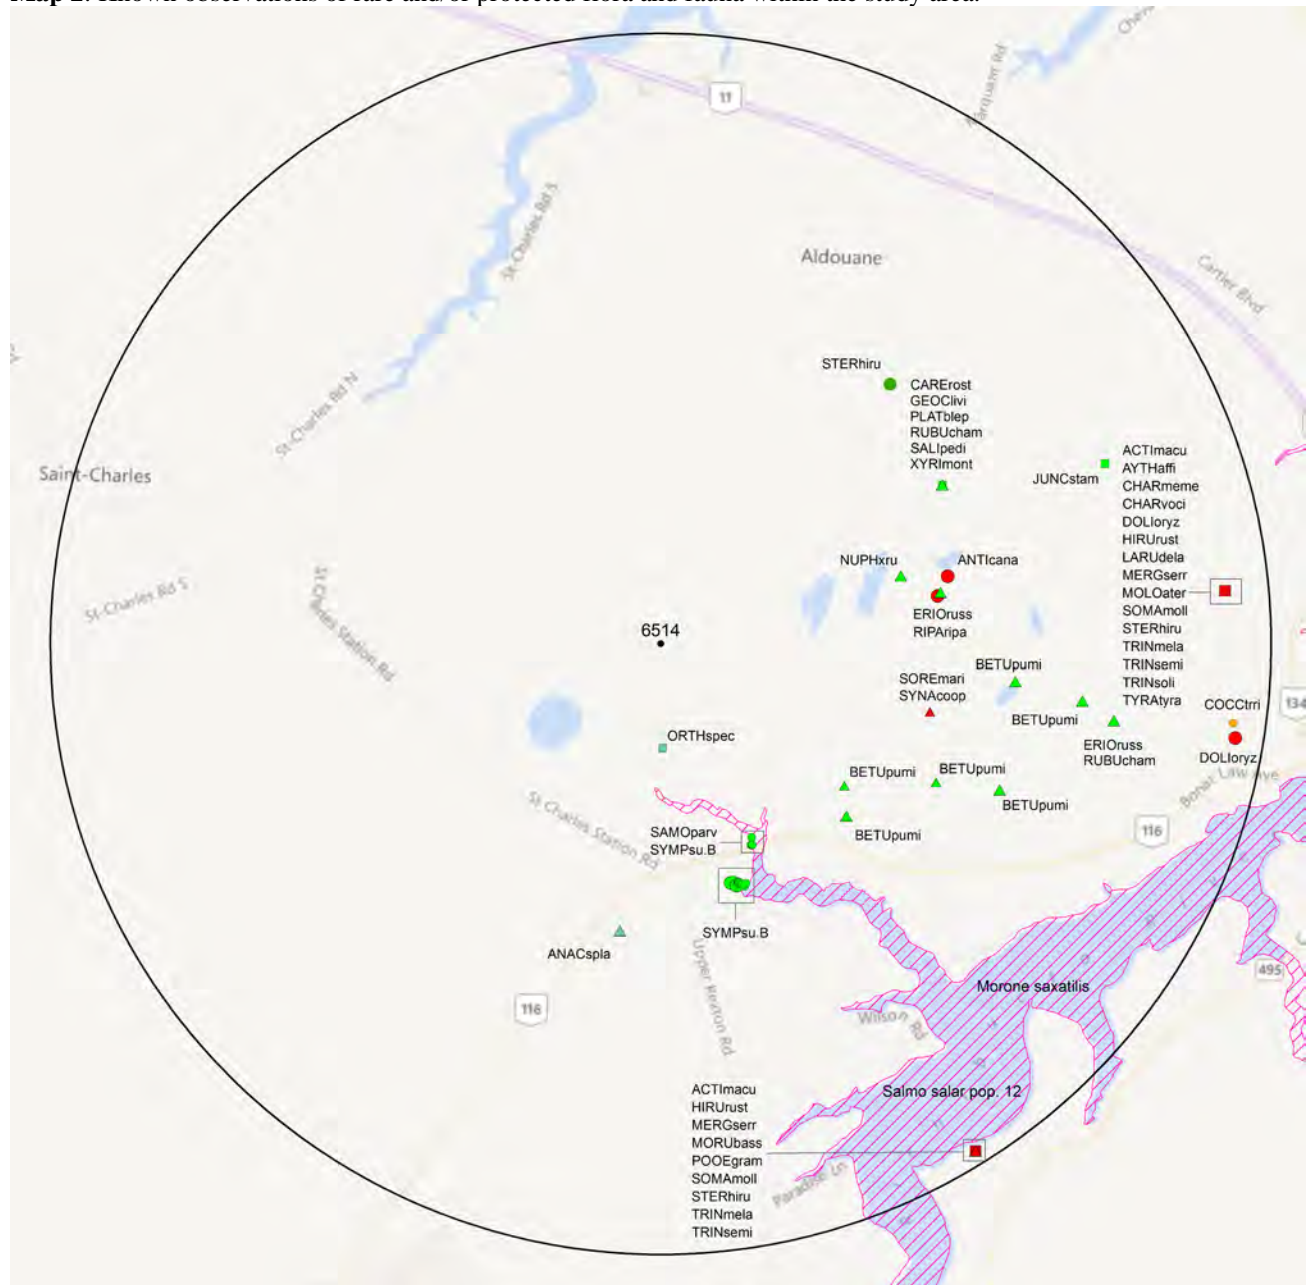 Map 2: Known observations of rare and/or protected flora and fauna within the study area.
11
St-Charles Rd S
Aldouane
Cartier Blvd
St-Charles Rd N
STERhiru
CARErost
GEOClivi
PLATblep
RUBUcham
SALIpedi
XYRImont
Saint-Charles
JUNCstam
ACTImacu
AYTHaffi
CHARmeme
CHARvoci
DOLIoryz
HIRUrust
LARUdela
MERGserr
MOLOater
SOMAmoll
STERhiru
TRINmela
TRINsemi
TRINsoli
TYRAtyra
NUPHxru
ANTIcana
ERIOruss
RIPAripa
St-Charles Rd S
St Charles Station Rd
6514
BETUpumi
SOREmari
SYNAcoop
BETUpumi
ERIOruss
RUBUcham
COCCtrri
134
DOLIoryz
ORTHspec
BETUpumi
BETUpumi
BETUpumi
BETUpumi
Bonar Law Ave
116
St Charles Station Rd
SAMOparv
SYMPsu.B
SYMPsu.B
ANACspla
Upper Rexton Rd
495
Morone saxatilis
116
Wilson Rd
Salmo salar pop. 12
ACTImacu
HIRUrust
MERGserr
MORUbass
POOEgram
SOMAmoll
STERhiru
TRINmela
TRINsemi
Paradise Ln